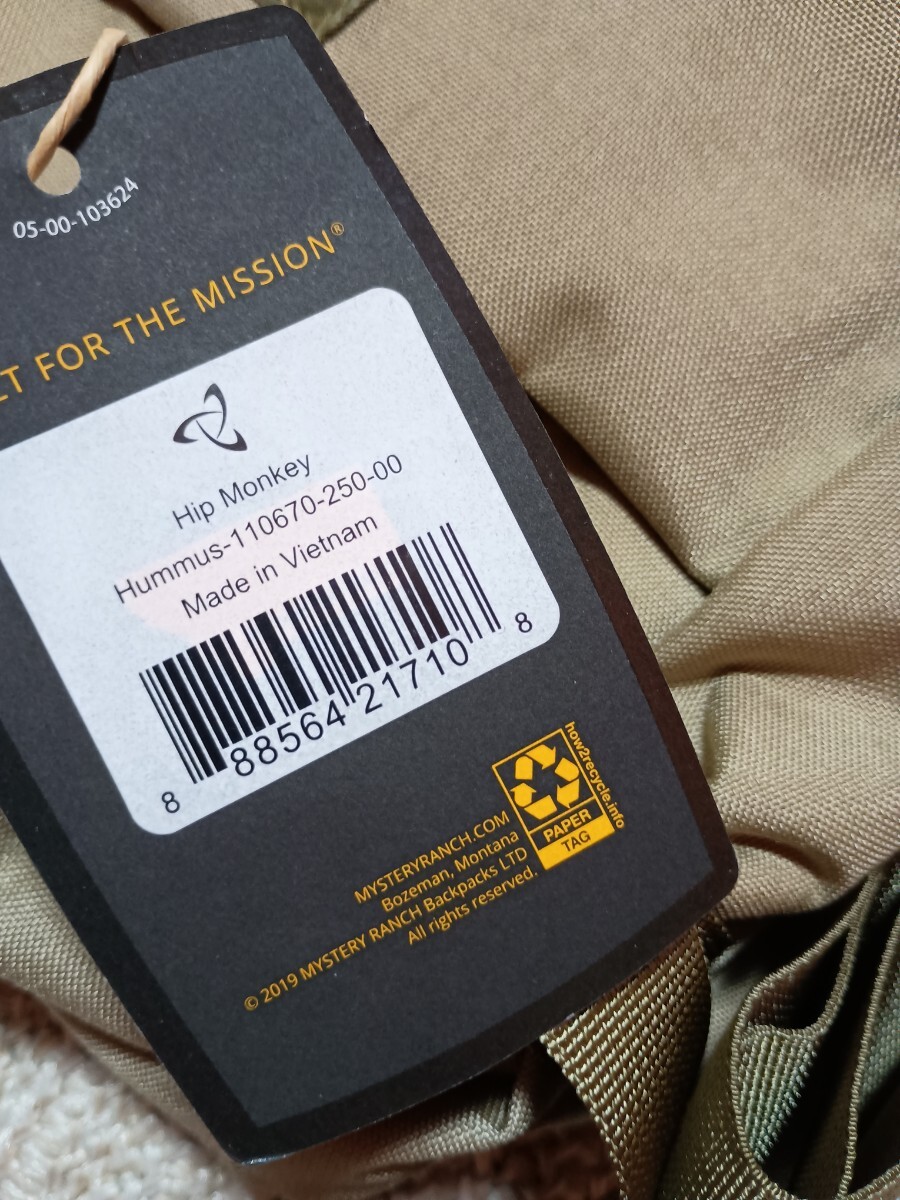 05-00-103624
FOR THE MISSION®
Hip Monkey
Hummus-110670-250-00
Made in Vietnam
8 88564 21710 8
how2recycle.info
PAPER
TAG
MYSTERYRANCH.COM
Bozeman, Montana
© 2019 MYSTERY RANCH Backpacks LTD
All rights reserved.